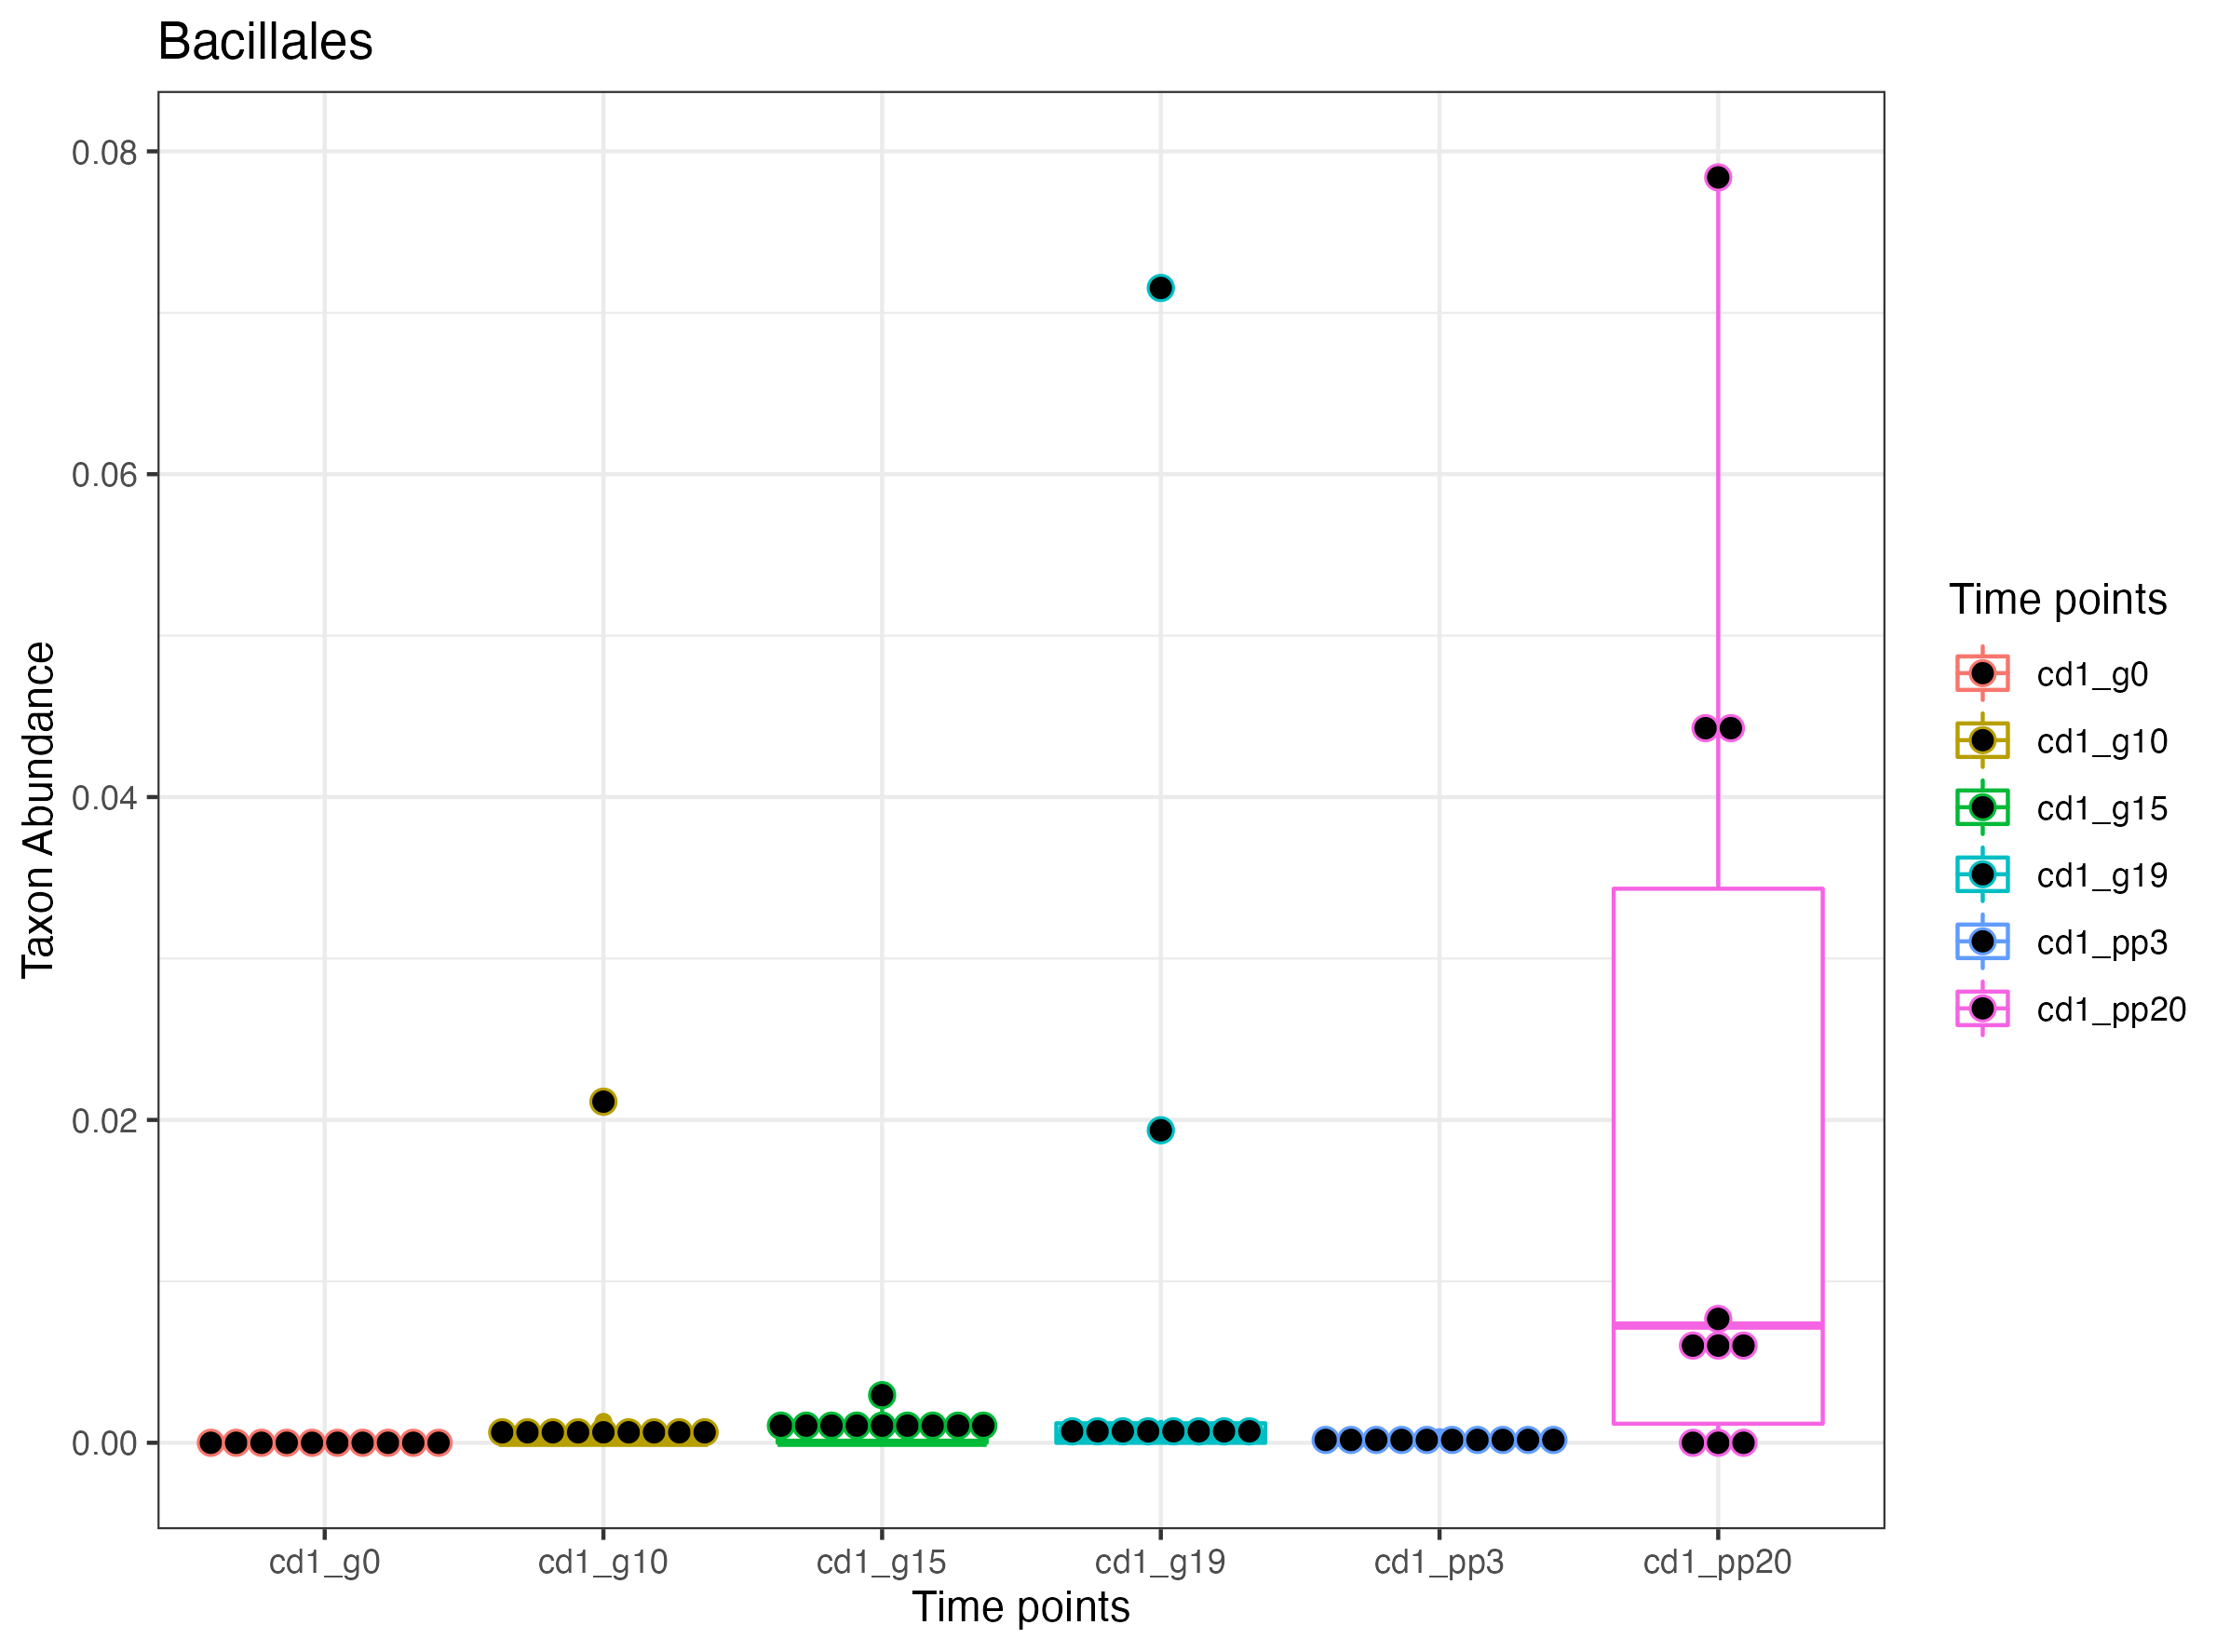 Bacillales
0.08
0.06
0.04
0.02
0.00
Taxon Abundance
cd1_g0
cd1_g10
cd1_g15
cd1_g19
cd1_pp3
cd1_pp20
Time points
Time points
cd1_g0
cd1_g10
cd1_g15
cd1_g19
cd1_pp3
cd1_pp20